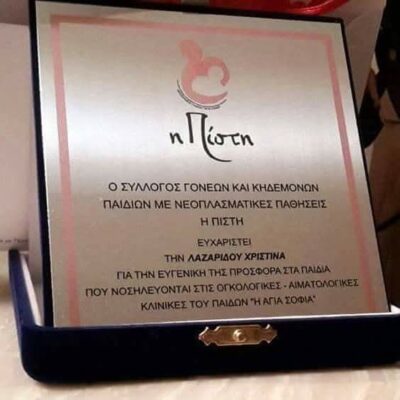 η Πίστη
Ο ΣΥΛΛΟΓΟΣ ΓΟΝΕΩΝ ΚΑΙ ΚΗΔΕΜΟΝΩΝ
ΠΑΙΔΙΩΝ ΜΕ ΝΕΟΠΛΑΣΜΑΤΙΚΕΣ ΠΑΘΗΣΕΙΣ
Η ΠΙΣΤΗ
ΕΥΧΑΡΙΣΤΕΙ
ΤΗΝ ΛΑΖΑΡΙΔΟΥ ΧΡΙΣΤΙΝΑ
ΓΙΑ ΤΗΝ ΕΥΓΕΝΙΚΗ ΤΗΣ ΠΡΟΣΦΟΡΑ ΣΤΑ ΠΑΙΔΙΑ
ΠΟΥ ΝΟΣΗΛΕΥΟΝΤΑΙ ΣΤΙΣ ΟΓΚΟΛΟΓΙΚΕΣ - ΑΙΜΑΤΟΛΟΓΙΚΕΣ
ΚΛΙΝΙΚΕΣ ΤΟΥ ΠΑΙΔΩΝ "Η ΑΓΙΑ ΣΟΦΙΑ"